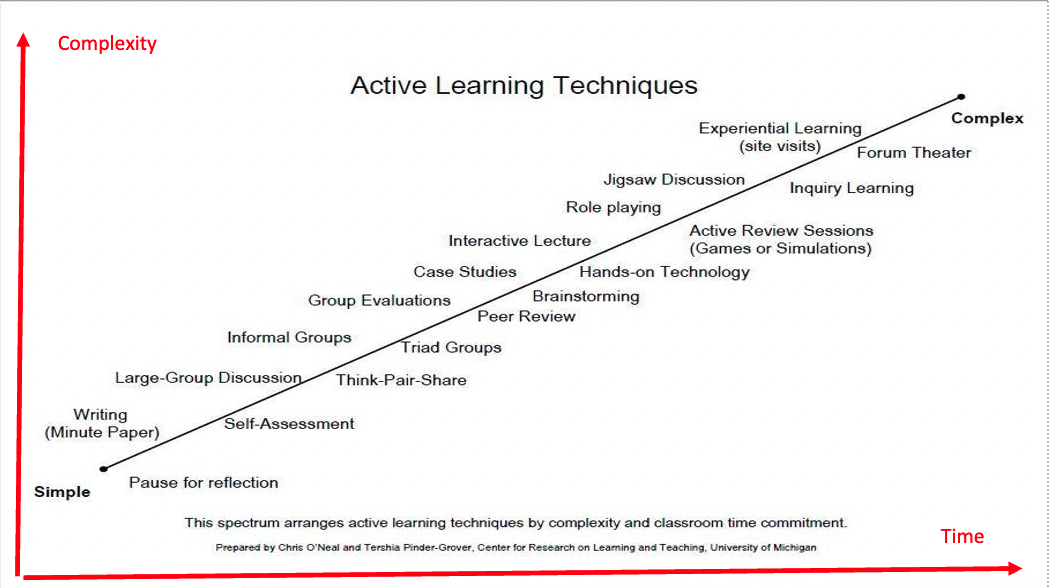 Complexity
Active Learning Techniques
Complex
Experiential Learning
(site visits)
Forum Theater
Jigsaw Discussion
Inquiry Learning
Role playing
Active Review Sessions
(Games or Simulations)
Interactive Lecture
Case Studies
Hands-on Technology
Group Evaluations
Brainstorming
Peer Review
Informal Groups
Triad Groups
Large-Group Discussion
Think-Pair-Share
Writing
(Minute Paper)
Self-Assessment
Simple
Pause for reflection
This spectrum arranges active learning techniques by complexity and classroom time commitment.
Time
Prepared by Chris O'Neal and Tershia Pinder-Grover, Center for Research on Learning and Teaching, University of Michigan